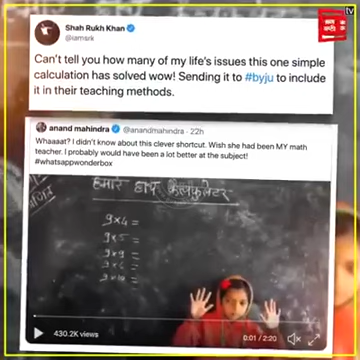 tv
Shah Rukh Khan
@iamsrk
Can't tell you how many of my life's issues this one simple
calculation has solved wow! Sending it to #byju to include
it in their teaching methods.
anand mahindra @anandmahindra · 22h
Whaaaat? I didn't know about this clever shortcut. Wish she had been MY math
teacher. I probably would have been a lot better at the subject!
#whatsappwonderbox
हमार हाथ कैलकुलेटर
9×4=
9×5=
9×9=
430.2K views
0:01 / 2:20